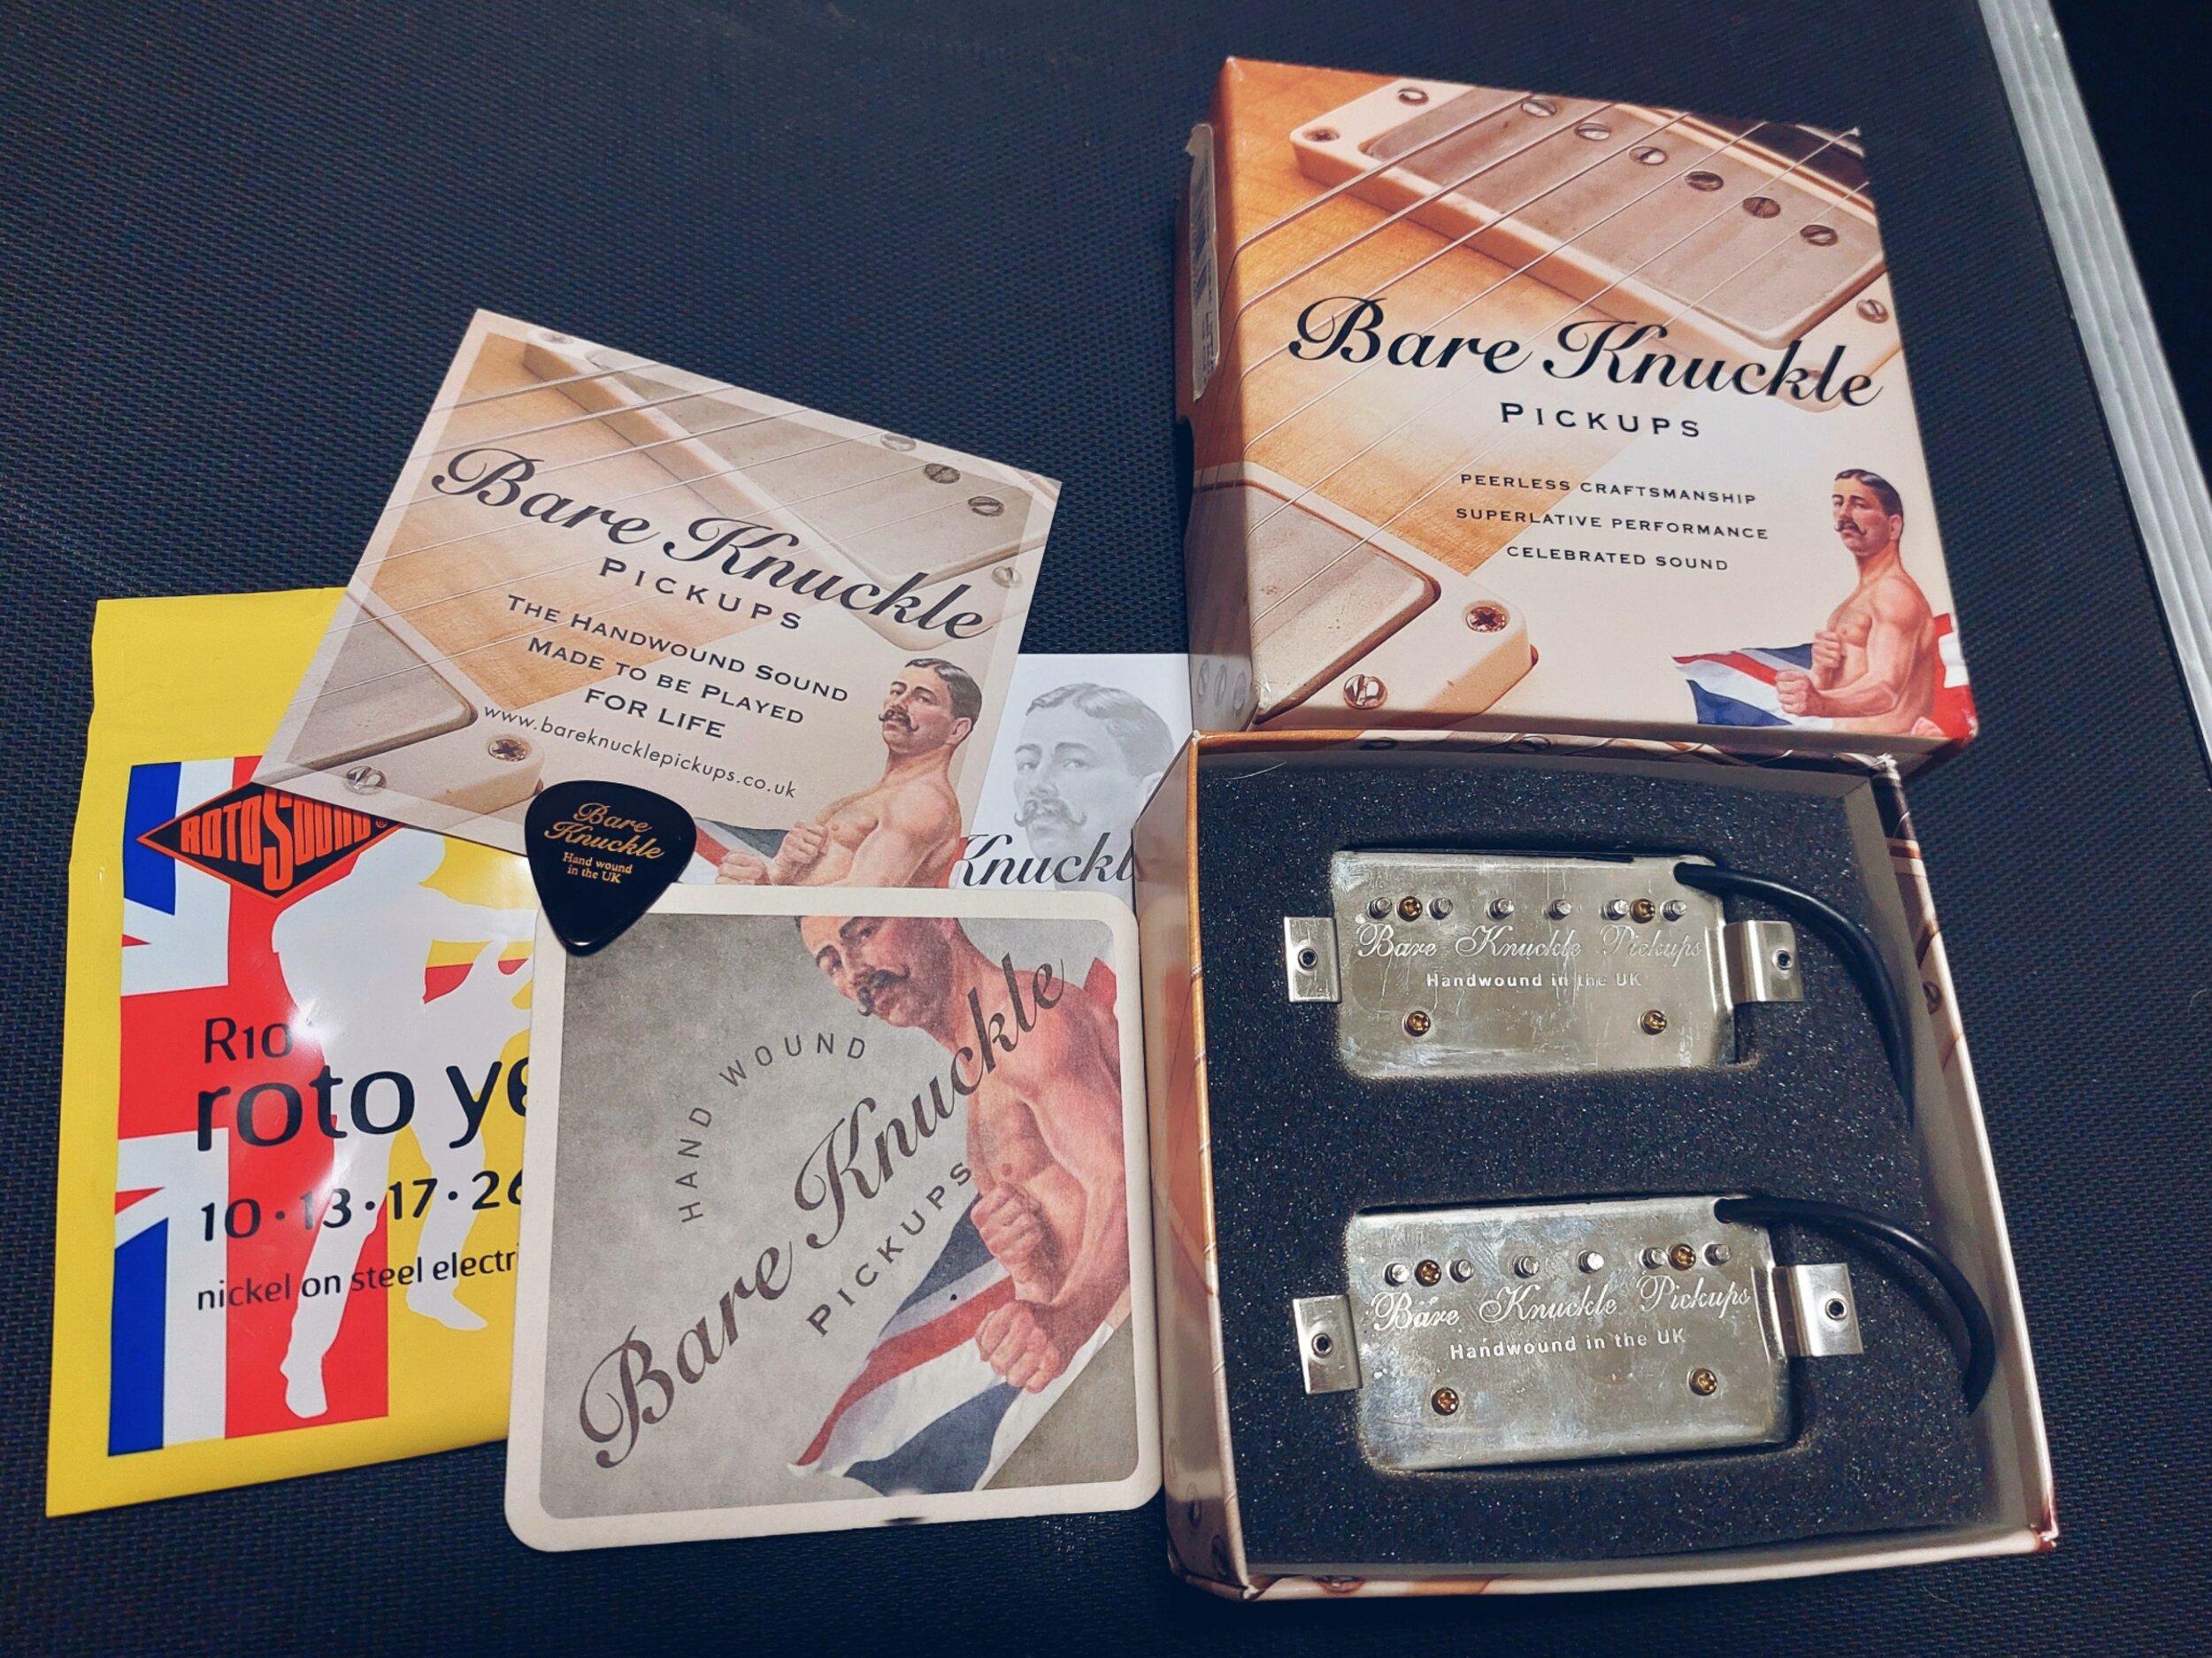 Bare Knuckle
PICKUPS
PEERLESS CRAFTSMANSHIP
SUPERLATIVE PERFORMANCE
CELEBRATED SOUND
Bare Knuckle
PICKUPS
THE HANDWOUND SOUND
MADE TO BE PLAYED
FOR LIFE
www.bareknucklepickups.co.uk
Knuckl
Bare
Knuckle
Hand wound
in the UK
ROTOSOUND®
R10
roto ye
10·13·17·26
nickel on steel electri
HAND WOUND
Bare Knuckle
PICKUPS
Bare Knuckle Pickups
Handwound in the UK
Bare Knuckle Pickups
Handwound in the UK